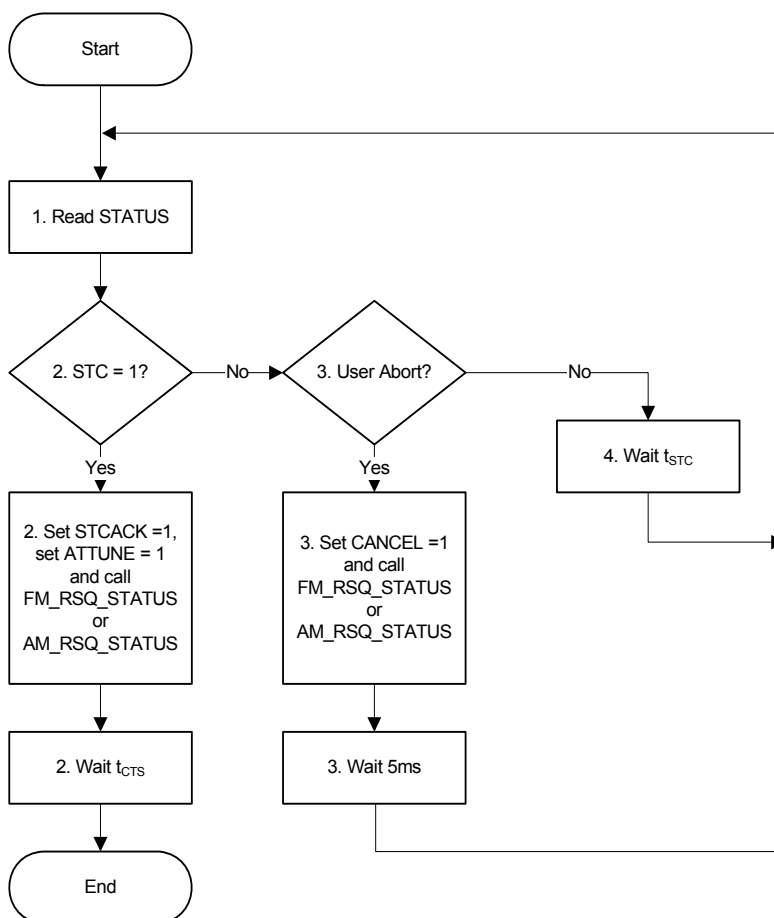 Start
1. Read STATUS
2. STC = 1?
No
3. User Abort?
No
4. Wait tSTC
Yes
Yes
2. Set STCACK =1,
set ATTUNE = 1
and call
FM_RSQ_STATUS
or
AM_RSQ_STATUS
3. Set CANCEL =1
and call
FM_RSQ_STATUS
or
AM_RSQ_STATUS
2. Wait tCTS
3. Wait 5ms
End